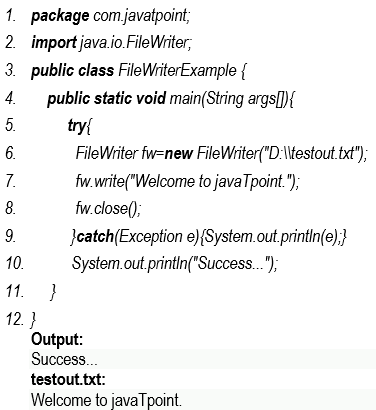 1. package com.javatpoint;
2. import java.io.FileWriter;
3. public class FileWriterExample {
4. public static void main(String args[]){
5. try{
6. FileWriter fw=new FileWriter("D:\\testout.txt");
7. fw.write("Welcome to javaTpoint.");
8. fw.close();
9. }catch(Exception e){System.out.println(e);}
10. System.out.println("Success...");
11. }
12. }
Output:
Success...
testout.txt:
Welcome to javaTpoint.